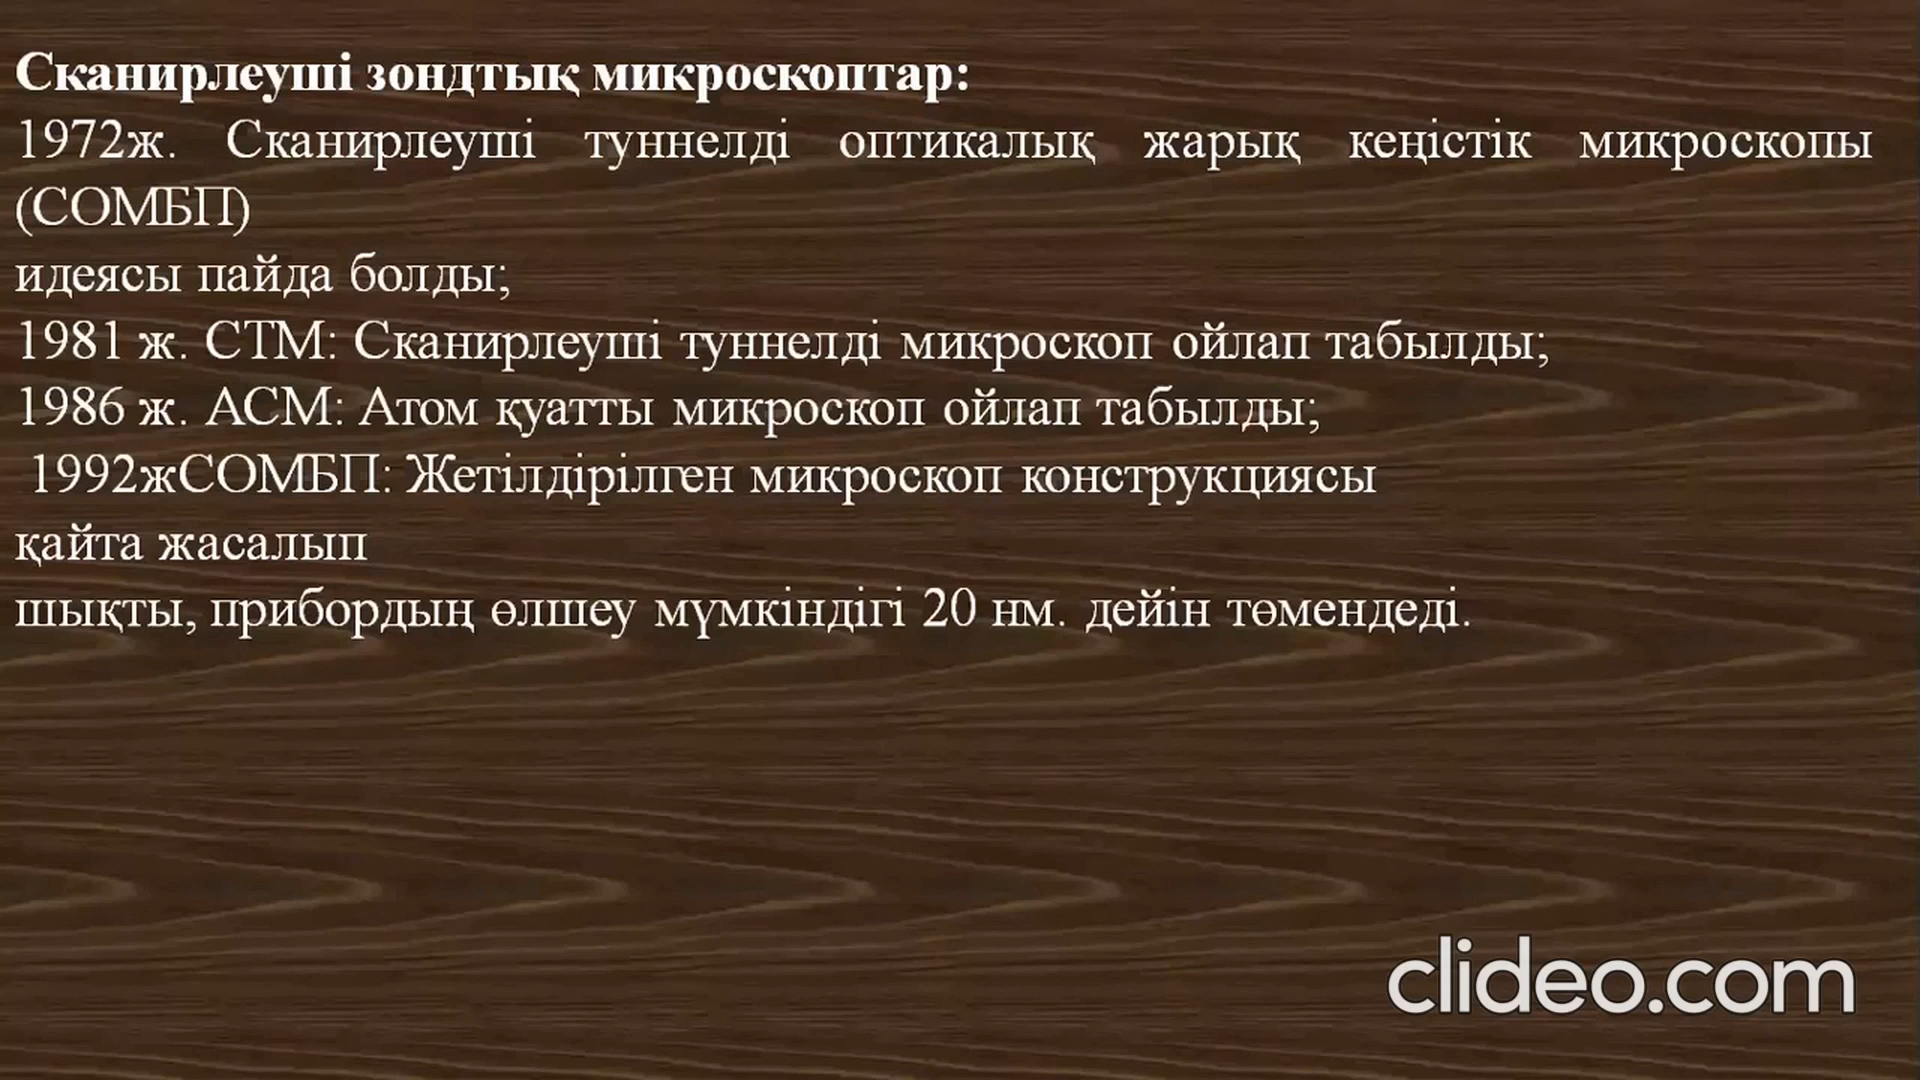 Сканирлеуші зондтық микроскоптар:
1972ж. Сканирлеуші туннелді оптикалық жарық кеңістік микроскопы
(СОМБП)
идеясы пайда болды;
1981 ж. СТМ: Сканирлеуші туннелді микроскоп ойлап табылды;
1986 ж. АСМ: Атом қуатты микроскоп ойлап табылды;
1992жСОМБП: Жетілдірілген микроскоп конструкциясы
қайта жасалып
шықты, прибордың өлшеу мүмкіндігі 20 нм. дейін төмендеді.
clideo.com